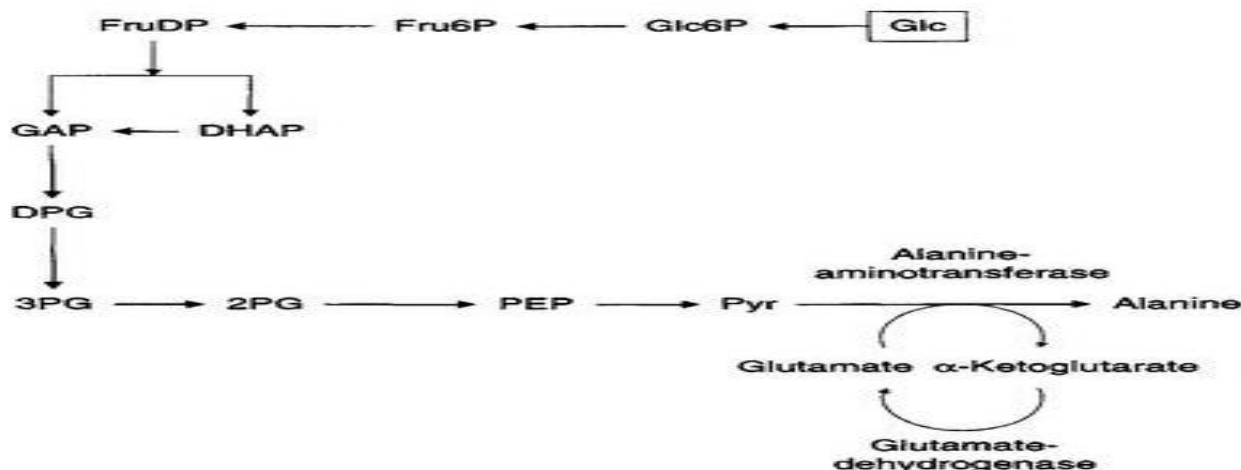 FruDP Fru6P Glc6P Glc
GAP DHAP
DPG
Alanine-
aminotransferase
3PG 2PG PEP Pyr Alanine
Glutamate α-Ketoglutarate
Glutamate-
dehydrogenase